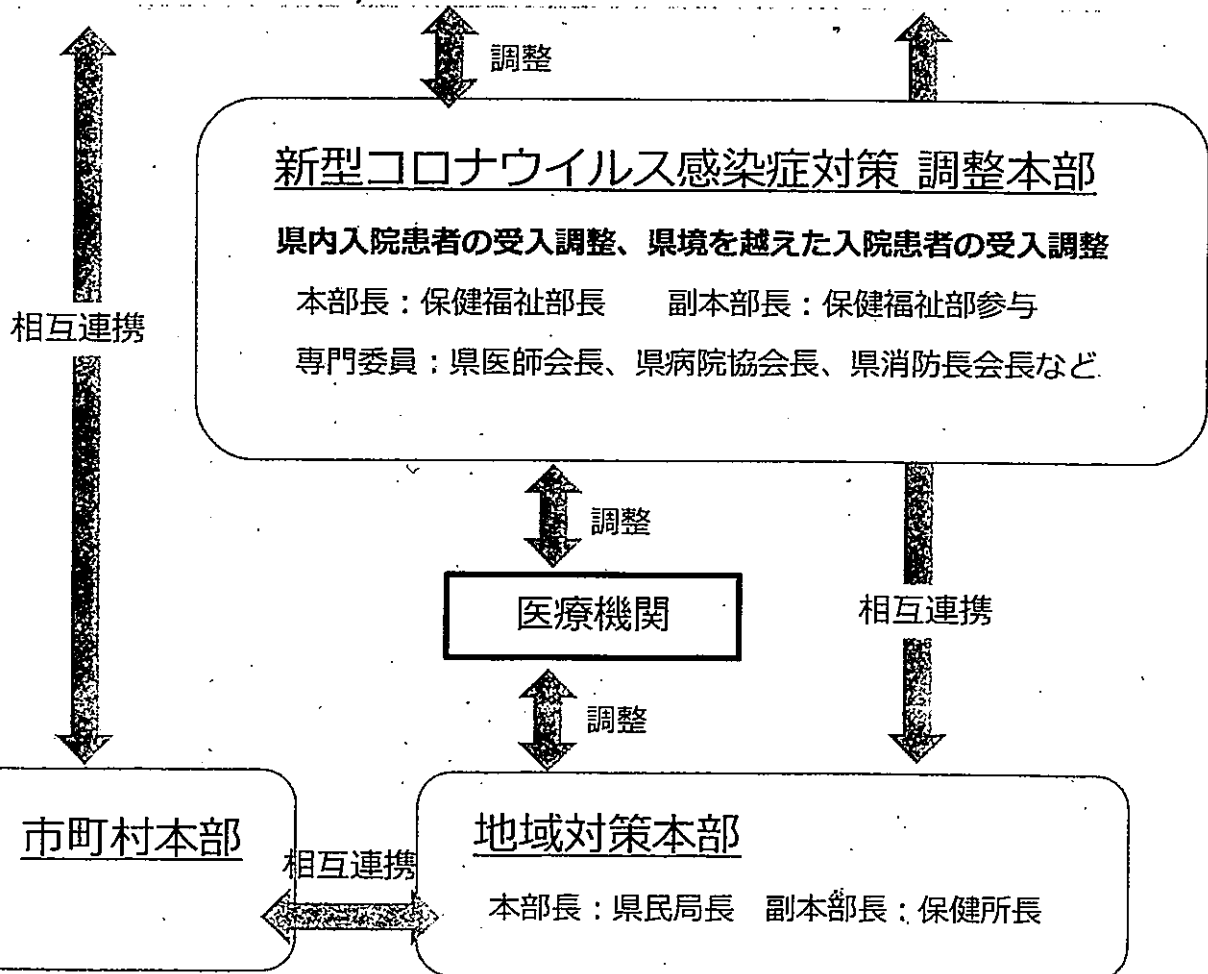 調整
新型コロナウイルス感染症対策 調整本部
県内入院患者の受入調整、県境を越えた入院患者の受入調整
本部長：保健福祉部長　　副本部長：保健福祉部参与
専門委員：県医師会長、県病院協会長、県消防長会長など
相互連携
調整
医療機関
相互連携
調整
市町村本部
相互連携
地域対策本部
本部長：県民局長　副本部長：保健所長